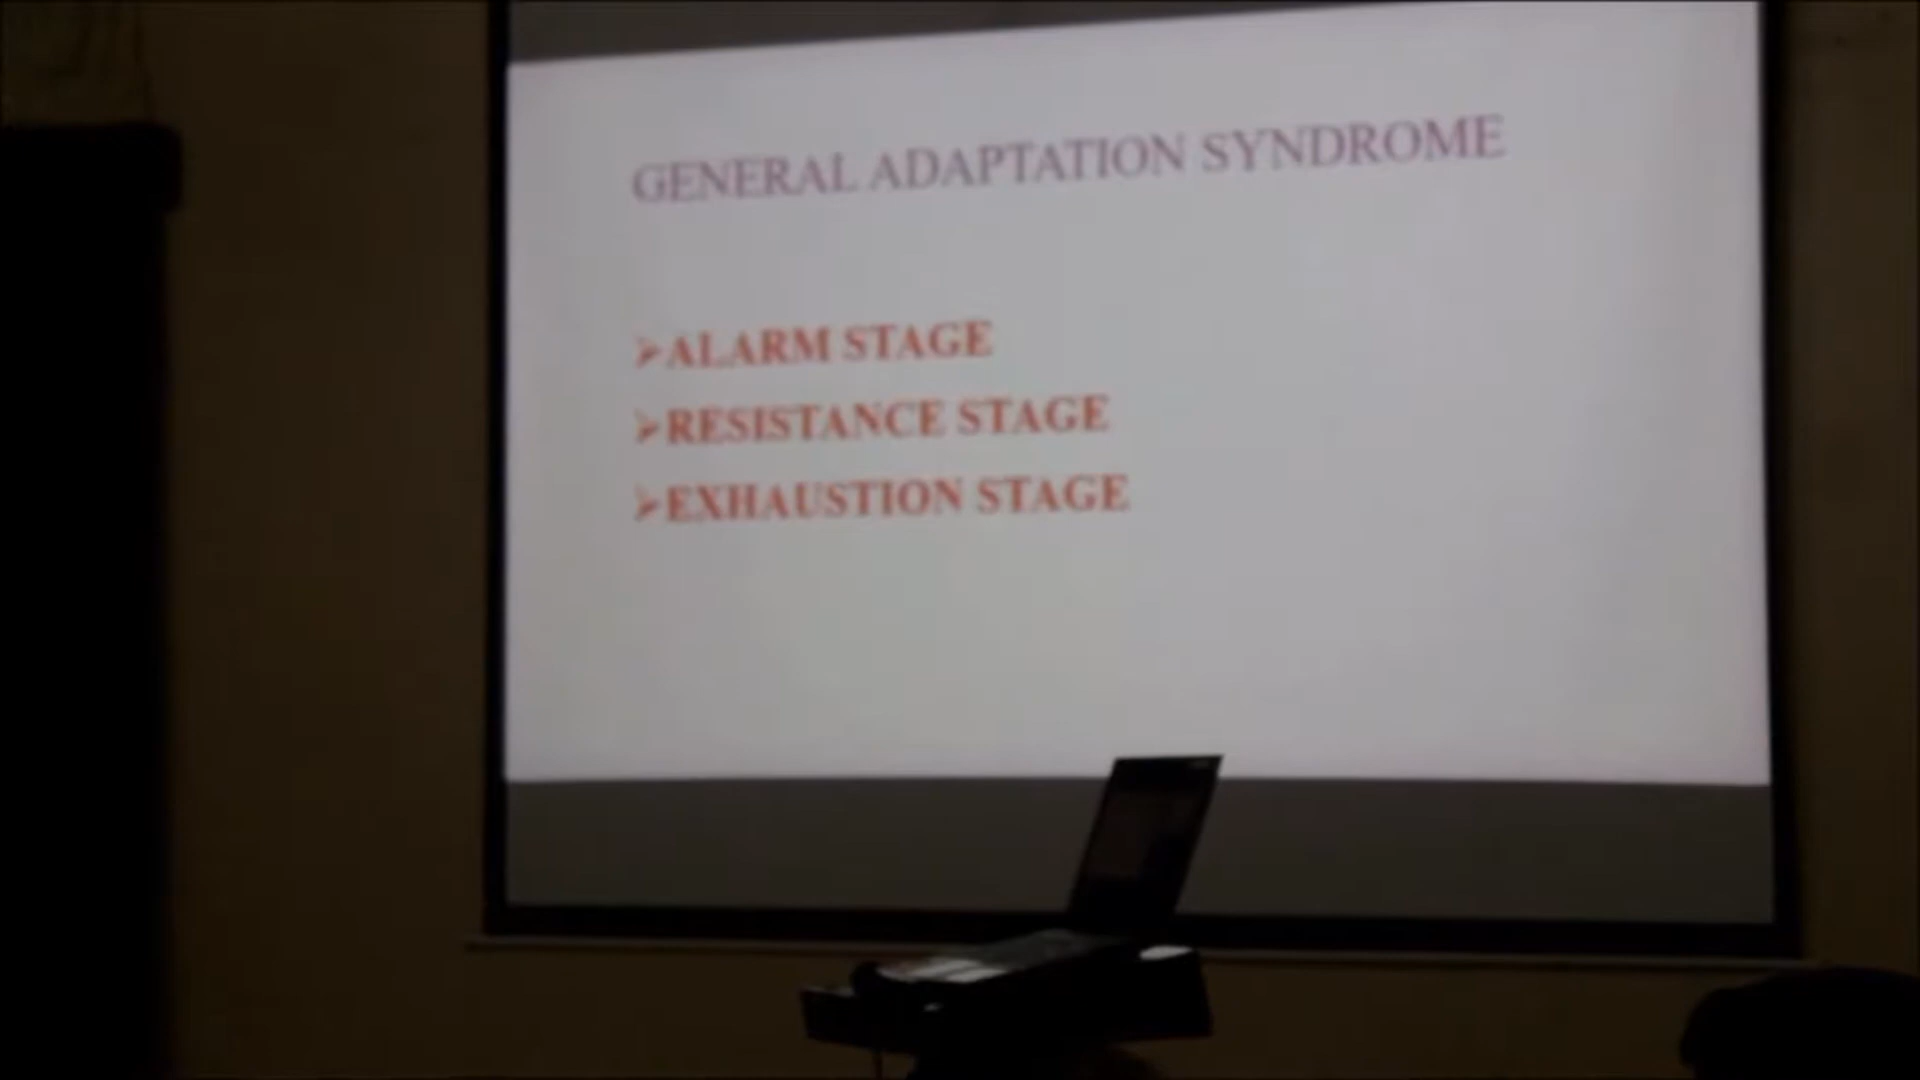 GENERAL ADAPTATION SYNDROME
➢ALARM STAGE
➢RESISTANCE STAGE
➢EXHAUSTION STAGE